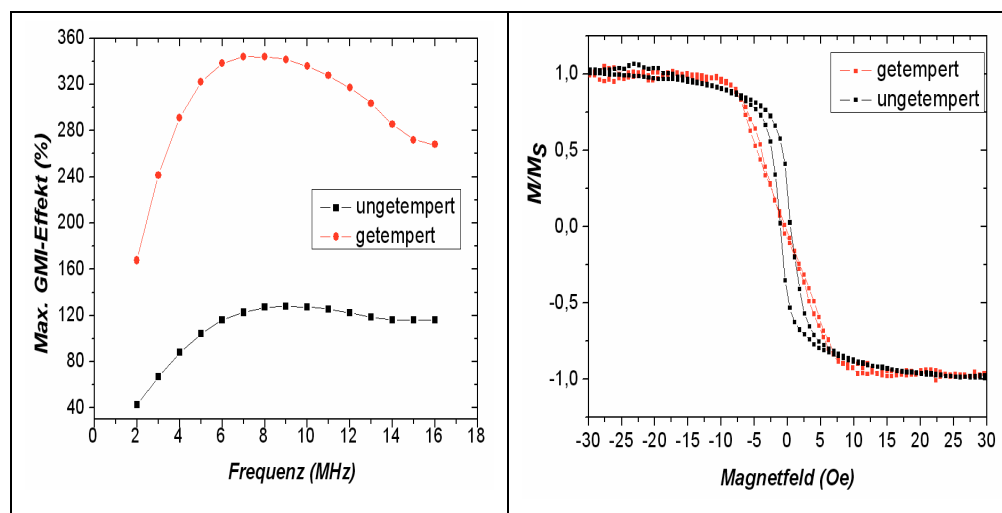 360
320
280
240
200
160
120
80
40
0 2 4 6 8 10 12 14 16 18
Max. GMI-Effekt (%)
Frequenz (MHz)
ungetempert
getempert
1,0
0,5
0,0
-0,5
-1,0
-30 -25 -20 -15 -10 -5 0 5 10 15 20 25 30
M/MS
Magnetfeld (Oe)
getempert
ungetempert